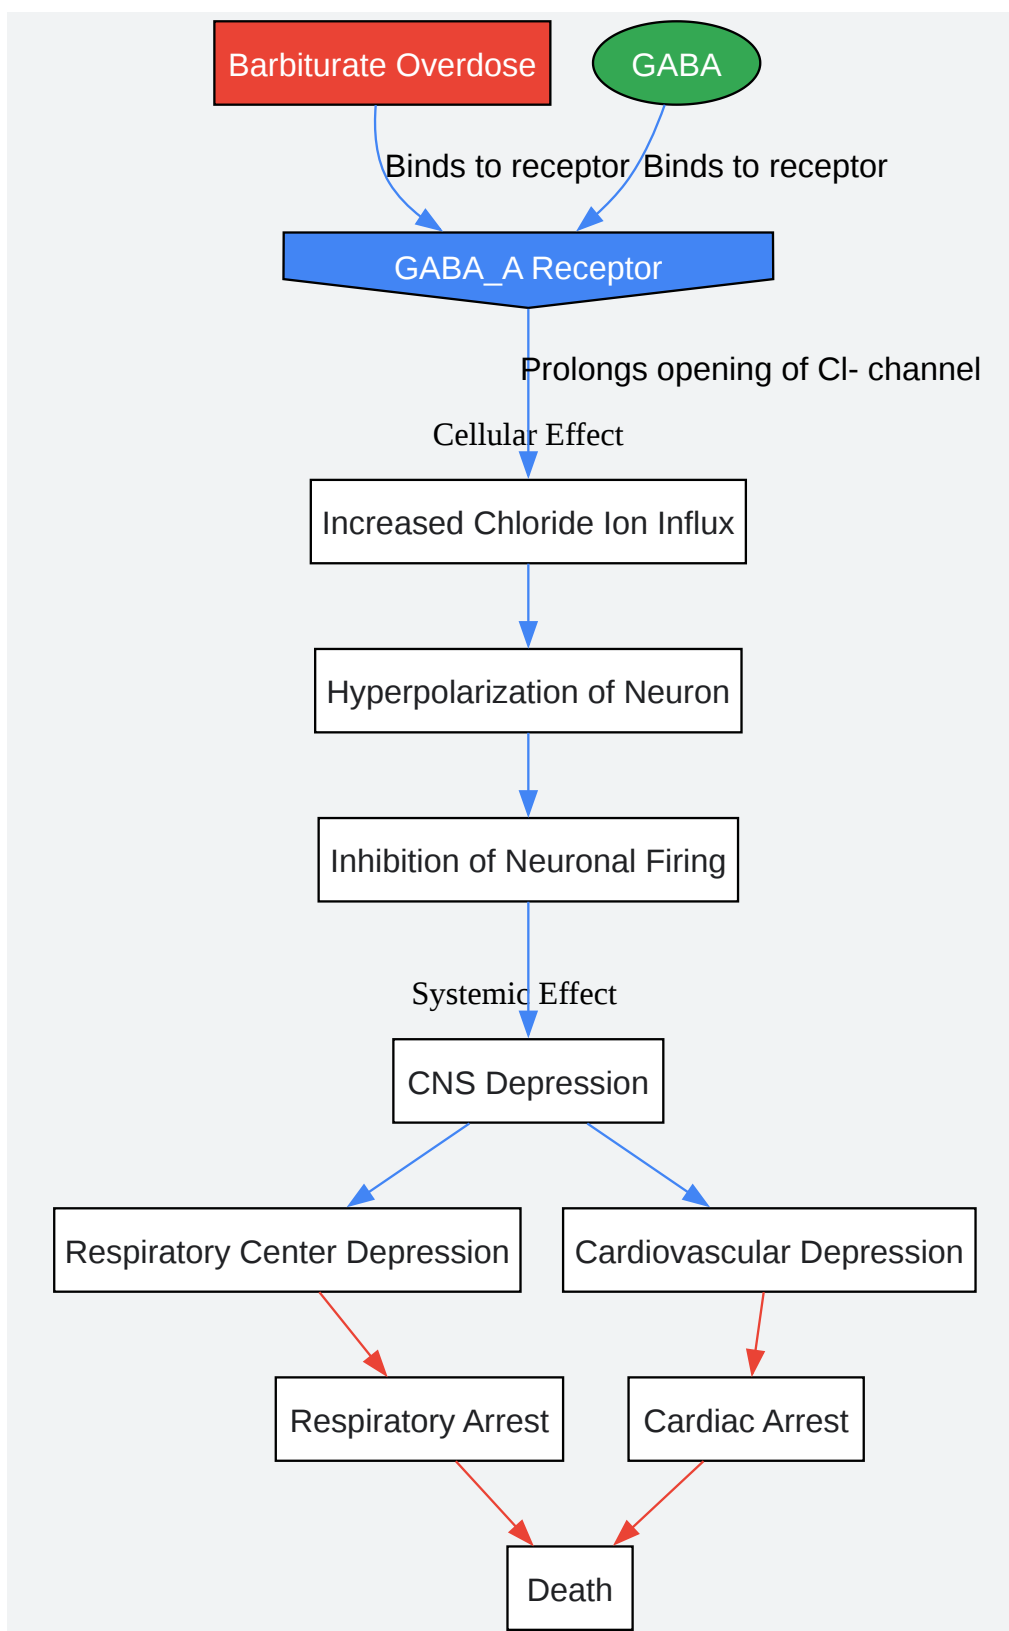 Barbiturate Overdose
GABA
Binds to receptor
Binds to receptor
GABA_A Receptor
Prolongs opening of Cl- channel
Cellular Effect
Increased Chloride Ion Influx
Hyperpolarization of Neuron
Inhibition of Neuronal Firing
Systemic Effect
CNS Depression
Respiratory Center Depression
Cardiovascular Depression
Respiratory Arrest
Cardiac Arrest
Death